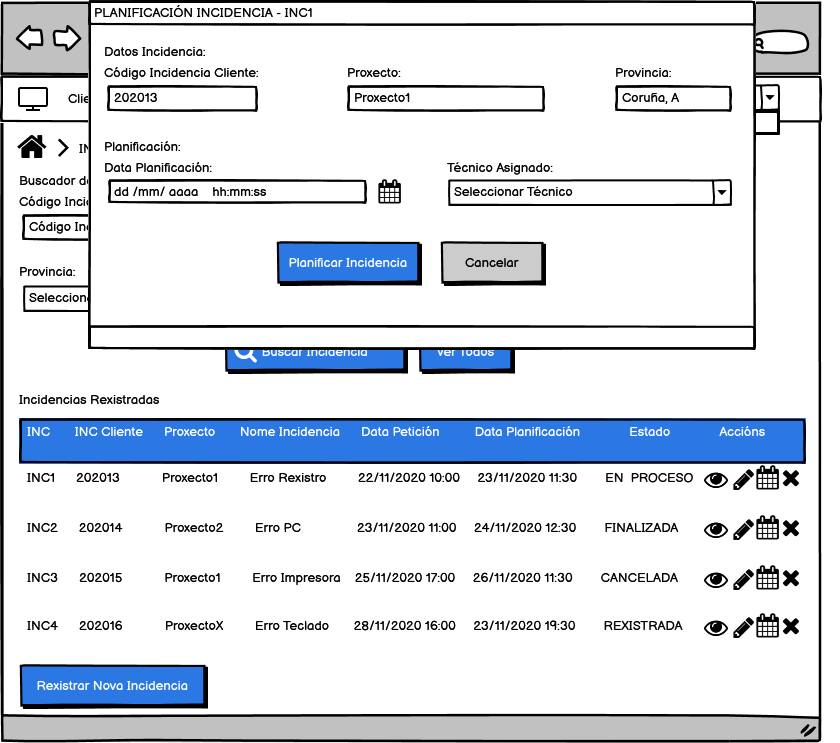 PLANIFICACIÓN INCIDENCIA - INC1
Datos Incidencia:
Código Incidencia Cliente: Proxecto: Provincia:
202013 Proxecto1 Coruña, A
Planificación:
Data Planificación: Técnico Asignado:
dd /mm/ aaaa hh:mm:ss Seleccionar Técnico
Planificar Incidencia Cancelar
Buscador
Código
Código
Provincia:
Buscar Incidencia Ver Todos
Incidencias Rexistradas
INC INC Cliente Proxecto Nome Incidencia Data Petición Data Planificación Estado Accións
INC1 202013 Proxecto1 Erro Rexistro 22/11/2020 10:00 23/11/2020 11:30 EN PROCESO
INC2 202014 Proxecto2 Erro PC 23/11/2020 11:00 24/11/2020 12:30 FINALIZADA
INC3 202015 Proxecto1 Erro Impresora 25/11/2020 17:00 26/11/2020 11:30 CANCELADA
INC4 202016 ProxectoX Erro Teclado 28/11/2020 16:00 23/11/2020 19:30 REXISTRADA
Rexistrar Nova Incidencia